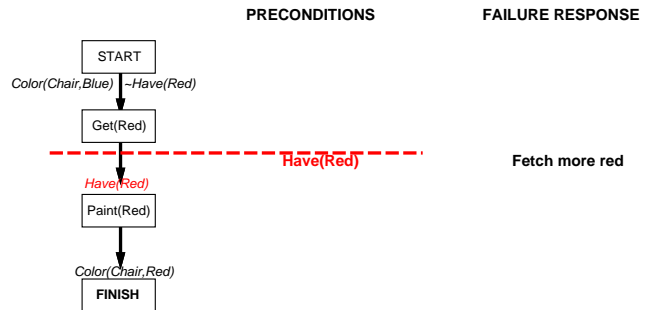 PRECONDITIONS FAILURE RESPONSE
START
Color(Chair,Blue) ~Have(Red)
Get(Red)
Have(Red) Fetch more red
Have(Red)
Paint(Red)
Color(Chair,Red)
FINISH